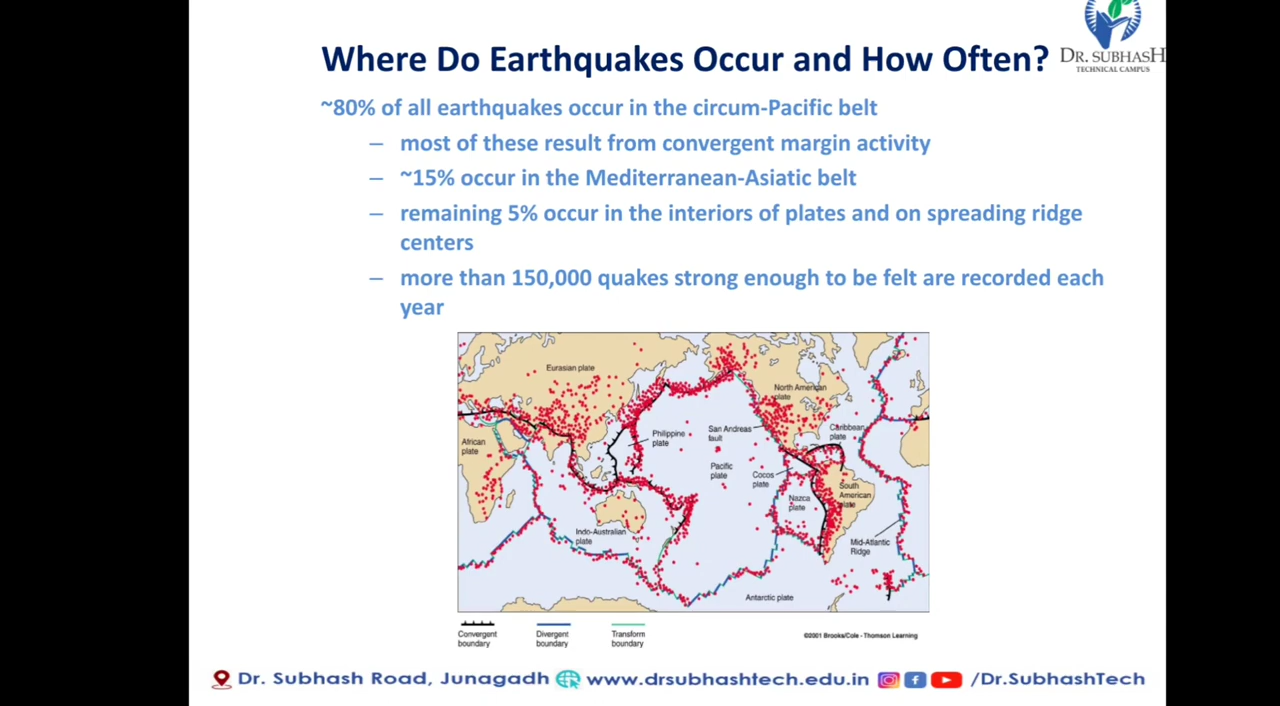 Where Do Earthquakes Occur and How Often?
DR. SUBHASH
TECHNICAL CAMPUS
~80% of all earthquakes occur in the circum-Pacific belt
– most of these result from convergent margin activity
– ~15% occur in the Mediterranean-Asiatic belt
– remaining 5% occur in the interiors of plates and on spreading ridge
centers
– more than 150,000 quakes strong enough to be felt are recorded each
year
Eurasian plate
North American
plate
African
plate
Philippine
plate
San Andreas
fault
Caribbean
plate
Pacific
plate
Cocos
plate
Nazca
plate
South
American
plate
Indo-Australian
plate
Mid-Atlantic
Ridge
Antarctic plate
Convergent
boundary
Divergent
boundary
Transform
boundary
©2001 Brooks/Cole - Thomson Learning
Dr. Subhash Road, Junagadh www.drsubhashtech.edu.in /Dr.SubhashTech